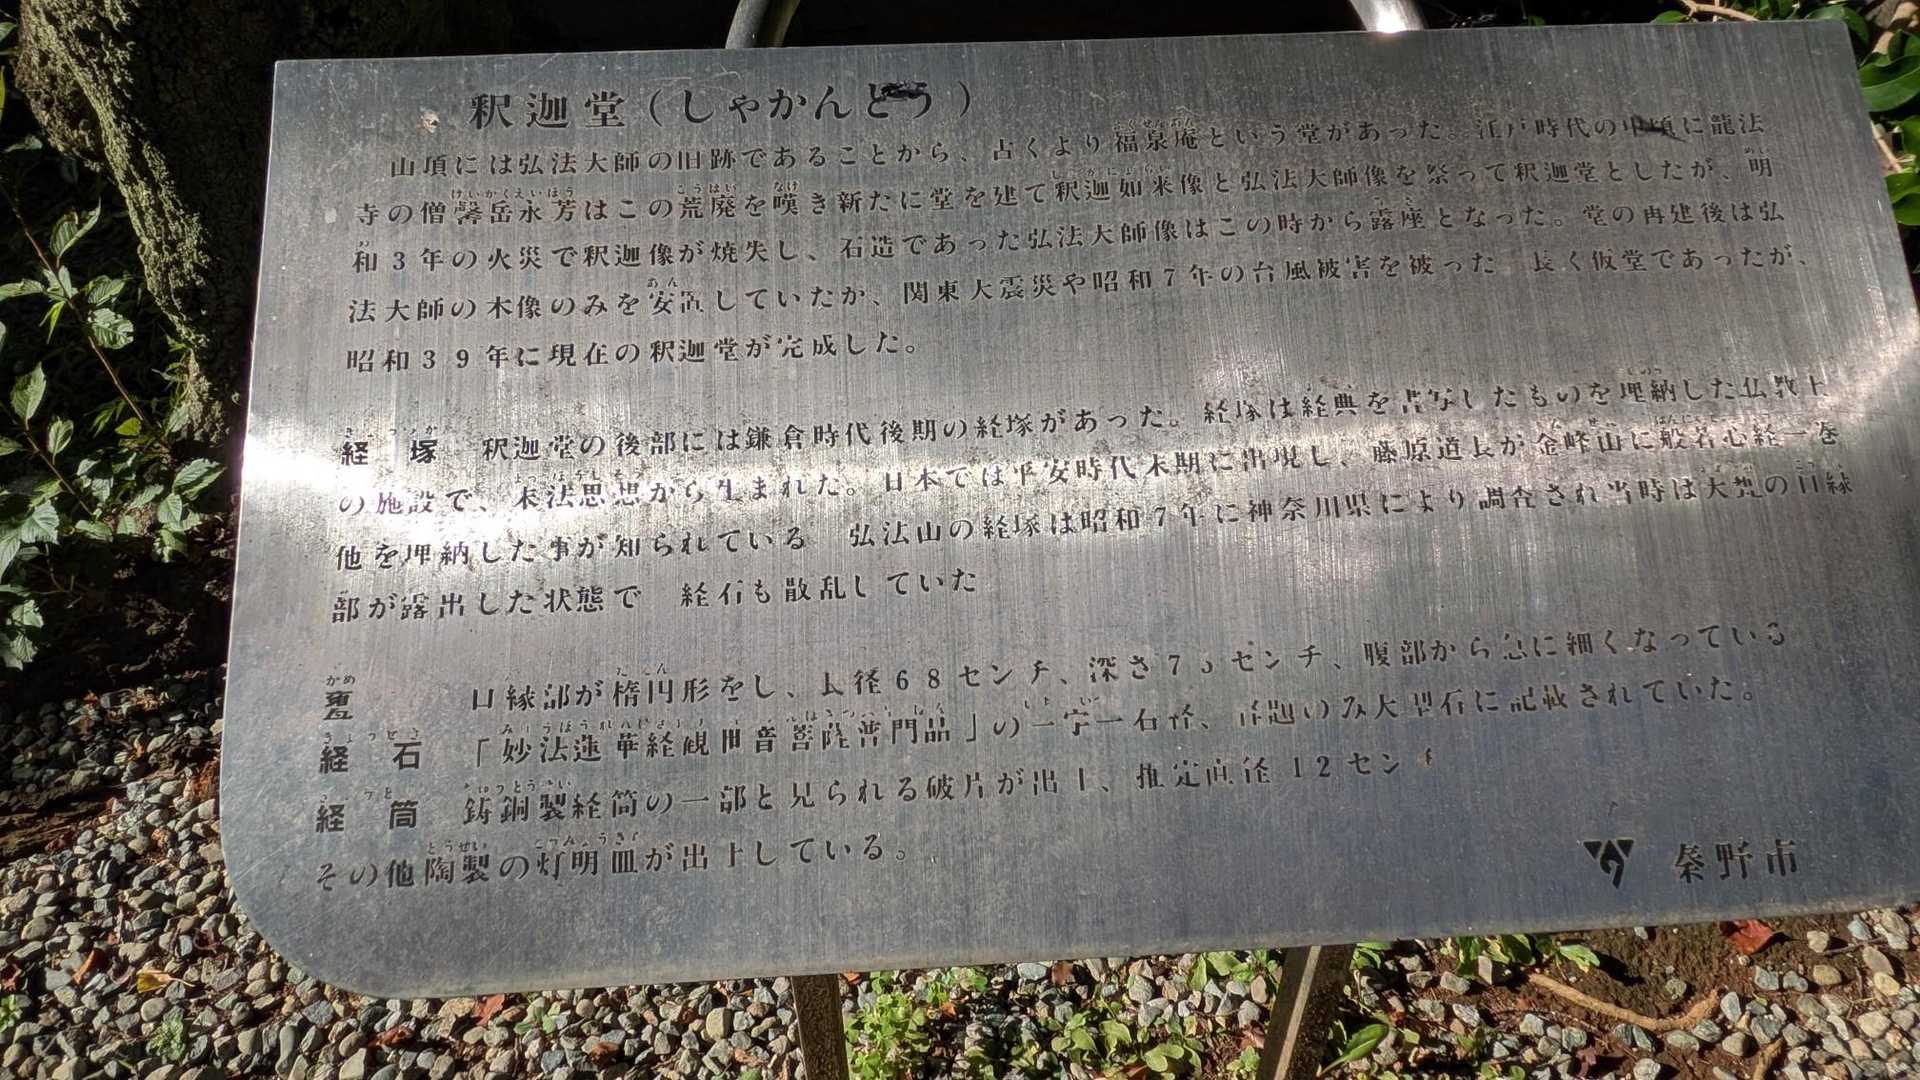 釈迦堂(しゃかんどう)
山頂には弘法大師の旧跡であることから、古くより福泉庵という堂があった。江戸時代の中頃に龍法
寺の僧馨岳永芳はこの荒廃を嘆き新たに堂を建て釈迦如来像と弘法大師像を祭って釈迦堂としたが、明
和3年の火災で釈迦像が焼失し、石造であった弘法大師像はこの時から露座となった。堂の再建後は弘
法大師の木像のみを安置していたが、関東大震災や昭和7年の台風被害を被った 長く仮堂であったが、
昭和39年に現在の釈迦堂が完成した。
経塚 釈迦堂の後部には鎌倉時代後期の経塚があった。経塚は経典を書写したものを埋納した仏教上
の施設で、末法思想から生まれた。日本では平安時代末期に出現し、藤原道長が金峰山に般若心経一巻
他を埋納した事が知られている 弘法山の経塚は昭和7年に神奈川県により調査され当時は大甕の口縁
部が露出した状態で 経石も散乱していた
甕 口縁部が楕円形をし、長径68センチ、深さ75センチ、腹部から急に細くなっている
経石 「妙法蓮華経観世音菩薩普門品」の一字一石経、経題のみ大型石に記載されていた。
経筒 鋳銅製経筒の一部と見られる破片が出土、推定直径12センチ
その他陶製の灯明皿が出土している。
秦野市